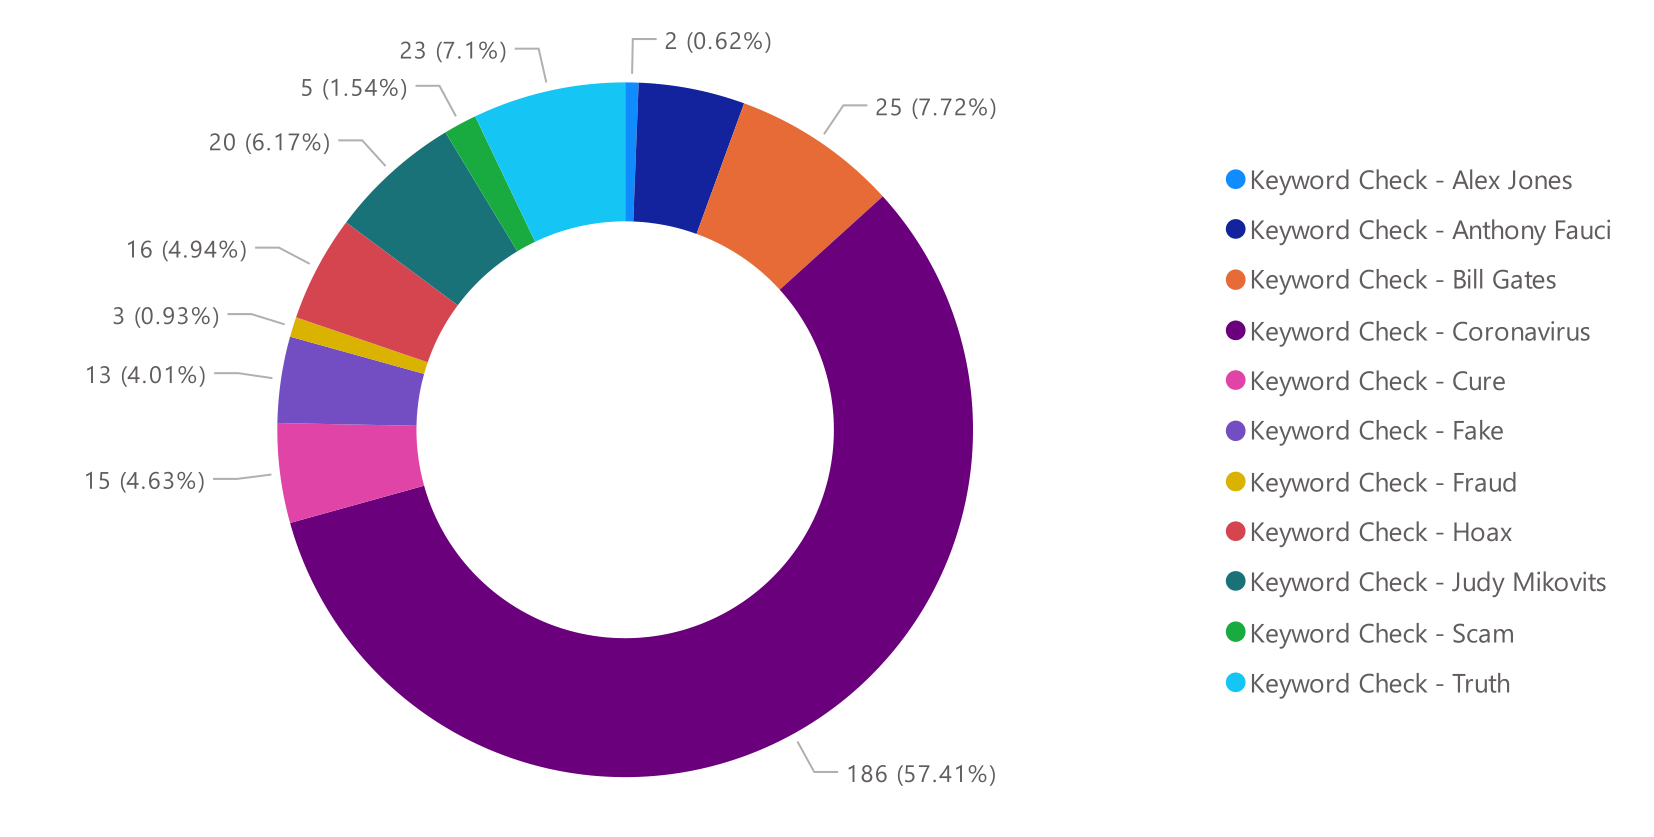 23 (7.1%)
2 (0.62%)
5 (1.54%)
25 (7.72%)
20 (6.17%)
16 (4.94%)
3 (0.93%)
13 (4.01%)
15 (4.63%)
186 (57.41%)
Keyword Check - Alex Jones
Keyword Check - Anthony Fauci
Keyword Check - Bill Gates
Keyword Check - Coronavirus
Keyword Check - Cure
Keyword Check - Fake
Keyword Check - Fraud
Keyword Check - Hoax
Keyword Check - Judy Mikovits
Keyword Check - Scam
Keyword Check - Truth